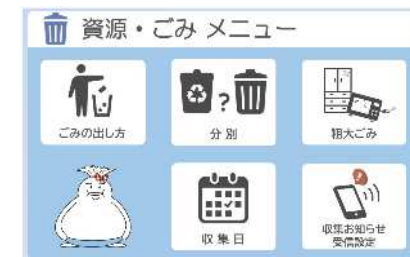 資源・ごみ メニュー
ごみの出し方
分別
粗大ごみ
収集日
収集お知らせ
受信設定